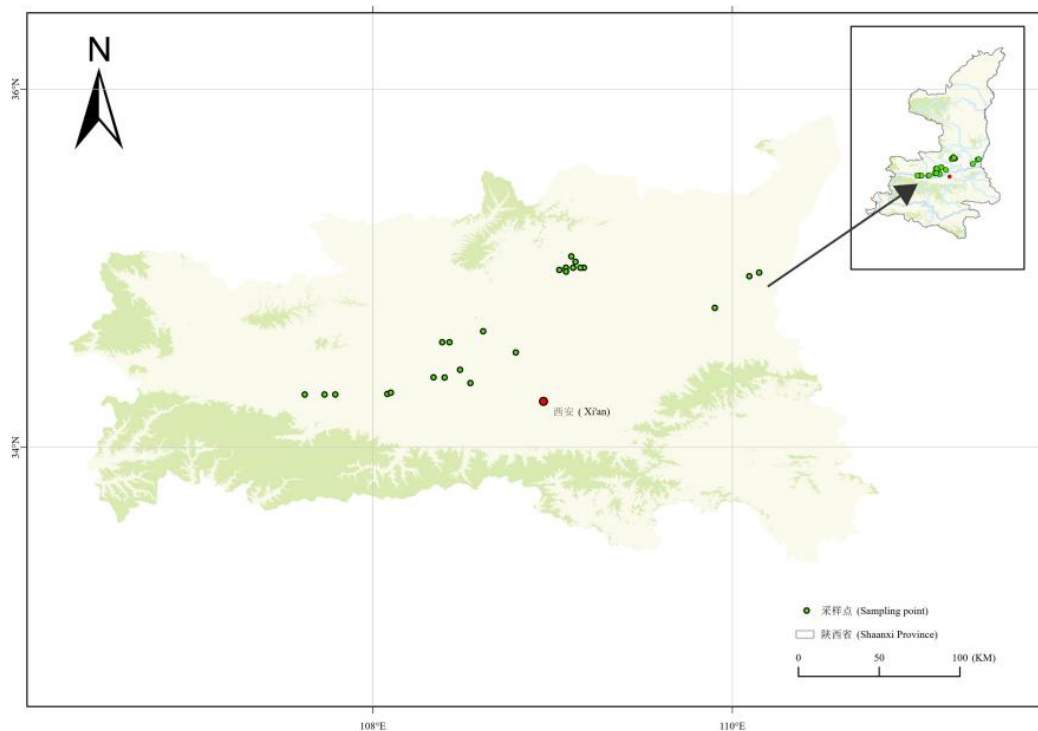 N
36°N
西安 ( Xi'an)
34°N
采样点 (Sampling point)
陕西省 (Shaanxi Province)
0 50 100 (KM)
108°E 110°E